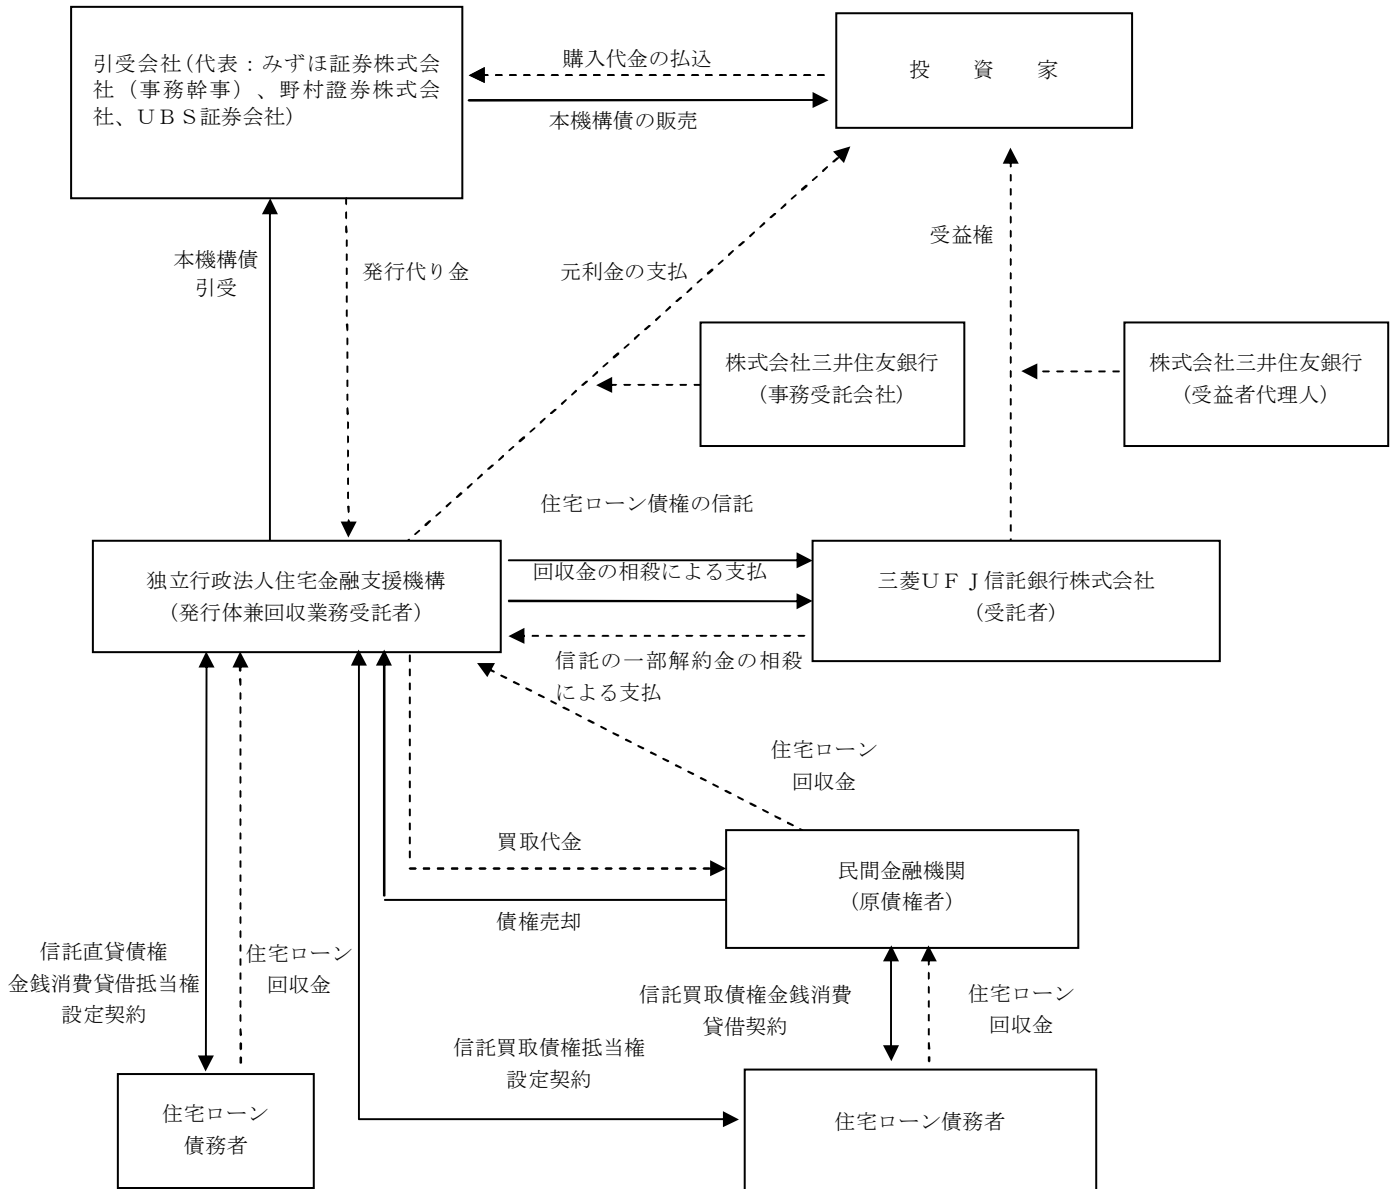 引受会社（代表：みずほ証券株式会
社（事務幹事）、野村證券株式会
社、ＵＢＳ証券会社）
購入代金の払込
本機構債の販売
投　資　家
本機構債
引受
発行代り金
元利金の支払
受益権
株式会社三井住友銀行
（事務受託会社）
株式会社三井住友銀行
（受益者代理人）
住宅ローン債権の信託
独立行政法人住宅金融支援機構
（発行体兼回収業務受託者）
回収金の相殺による支払
三菱ＵＦＪ信託銀行株式会社
（受託者）
信託の一部解約金の相殺
による支払
住宅ローン
回収金
買取代金
民間金融機関
（原債権者）
債権売却
信託直貸債権
金銭消費貸借抵当権
設定契約
住宅ローン
回収金
信託買取債権金銭消費
貸借契約
住宅ローン
回収金
信託買取債権抵当権
設定契約
住宅ローン
債務者
住宅ローン債務者